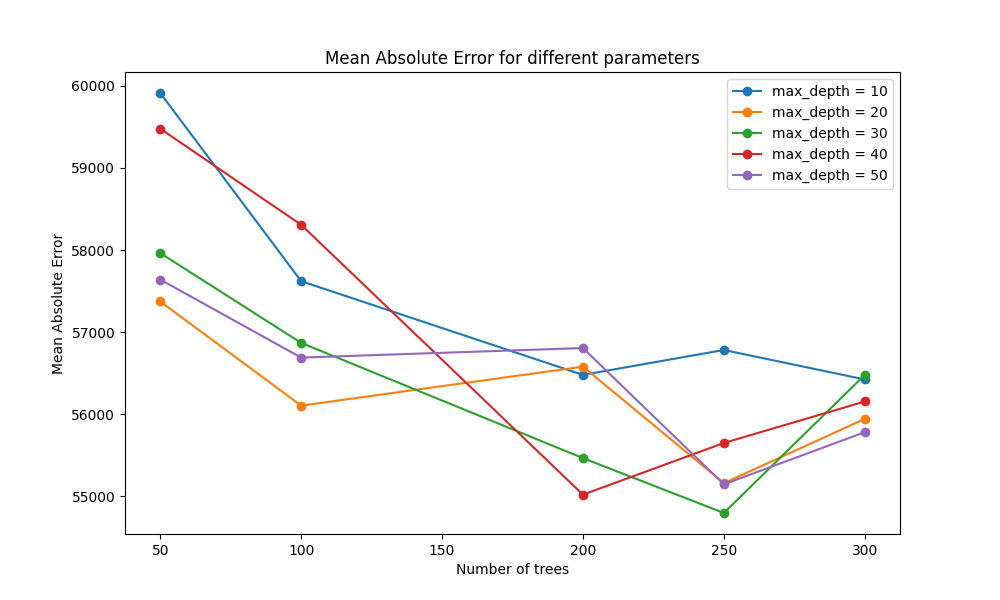 Mean Absolute Error for different parameters
max_depth = 10
max_depth = 20
max_depth = 30
max_depth = 40
max_depth = 50
Mean Absolute Error
60000
59000
58000
57000
56000
55000
50 100 150 200 250 300
Number of trees